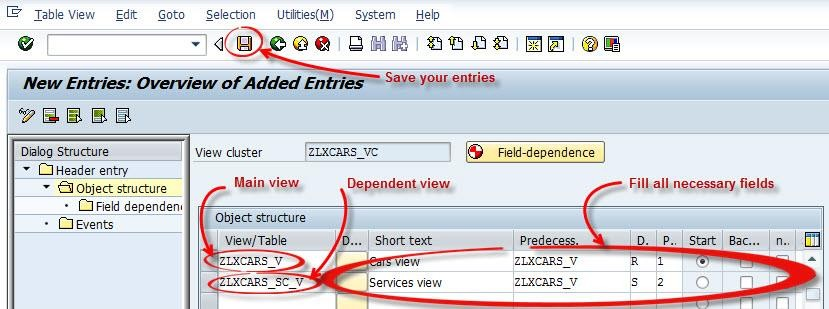 Table View Edit Goto Selection Utilities(M) System Help
Save your entries
New Entries: Overview of Added Entries
Dialog Structure
Header entry
Object structure
Field dependenc
Events
View cluster ZLXCARS_VC Field-dependence
Main view Dependent view Fill all necessary fields
Object structure
View/Table D... Short text Predecess. D. P.. Start Bac... n..
ZLXCARS_V Cars view ZLXCARS_V R 1
ZLXCARS_SC_V Services view ZLXCARS_V S 2